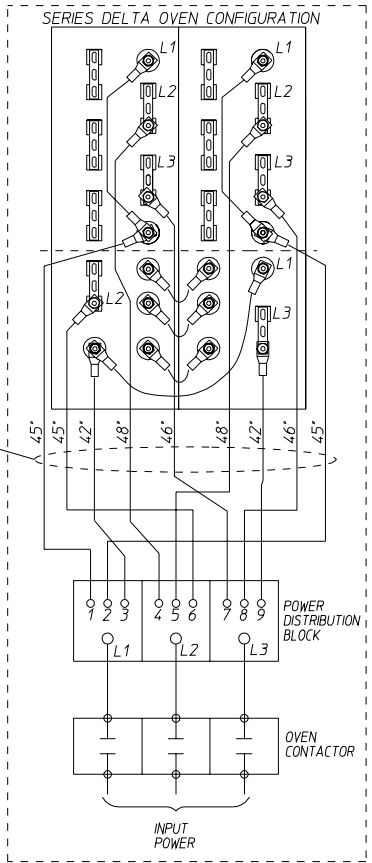 SERIES DELTA OVEN CONFIGURATION
L1 L1
L2 L2
L3 L3
L1
L2
L3
45" 45" 42" 48" 46" 48" 42" 46" 45"
1 2 3 4 5 6 7 8 9
L1 L2 L3
POWER
DISTRIBUTION
BLOCK
OVEN
CONTACTOR
INPUT
POWER